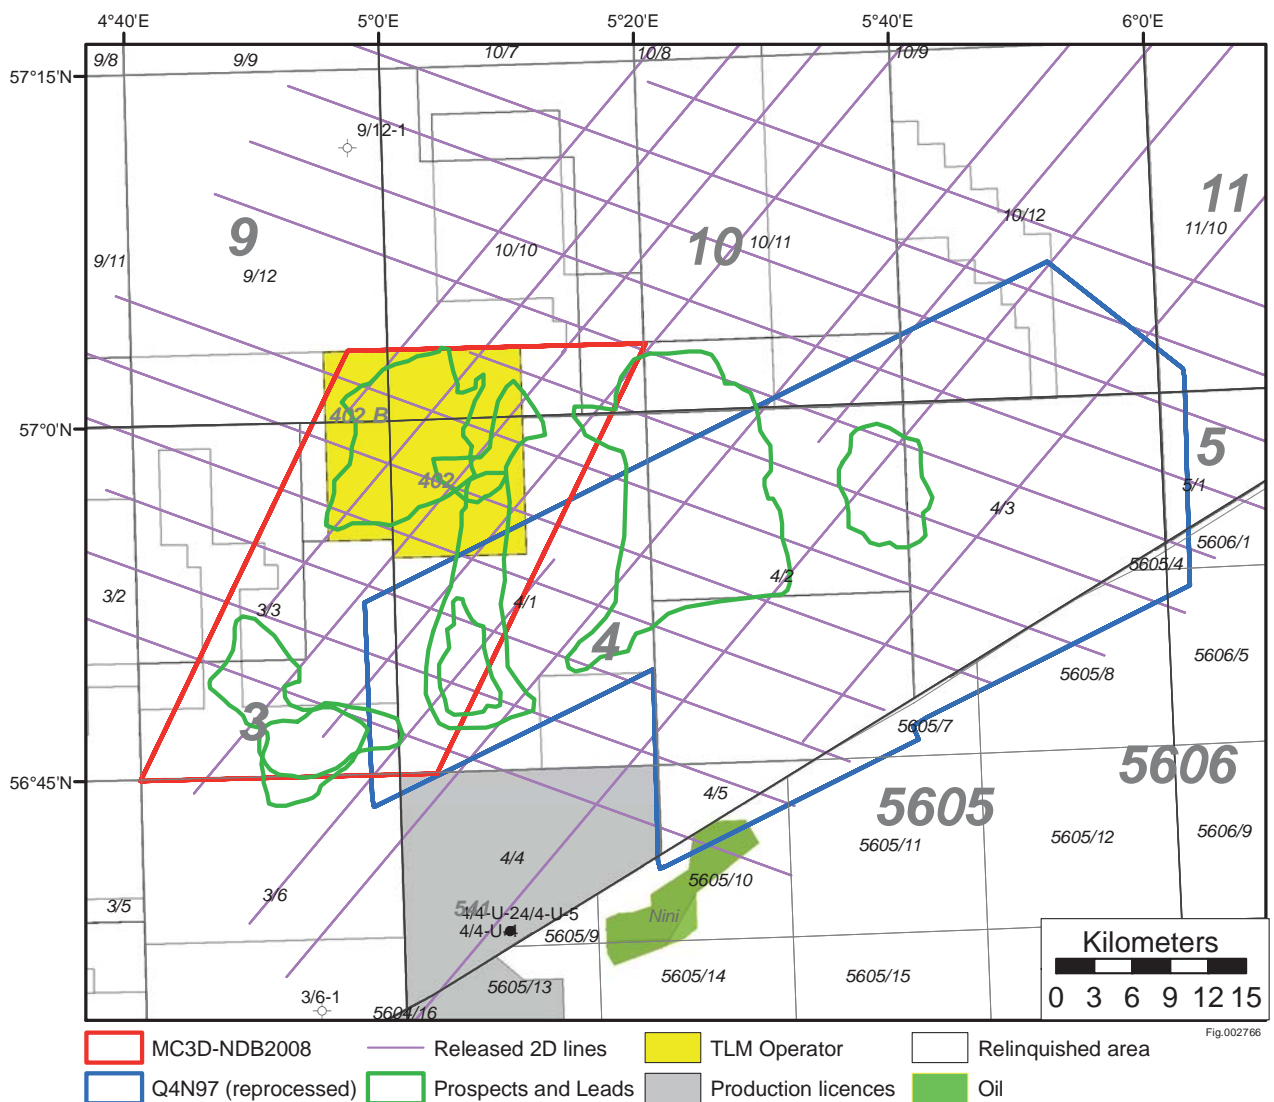 4°40'E 5°0'E 5°20'E 5°40'E 6°0'E
9/8 9/9 10/7 10/8 10/9
57°15'N
9/12-1
11
10/12
9 10 10/11 11/10
9/11 9/12 10/10
402 B
57°0'N
5
402 5/1
4/3
5606/1
4/2 5605/4
3/2 3/3 4/1
4
5606/5
5605/8
3 5605/7
5606
56°45'N
4/5 5605
5606/9
5605/12
5605/11
4/4
5605/10
3/6
3/5 541 Nini
4/4-U-24/4-U-5
4/4-U-4 5605/9
Kilometers
5605/14 5605/15
5605/13
3/6-1 0 3 6 9 12 15
5604/16
Fig.002766
MC3D-NDB2008 Released 2D lines TLM Operator Relinquished area
Q4N97 (reprocessed) Prospects and Leads Production licences Oil